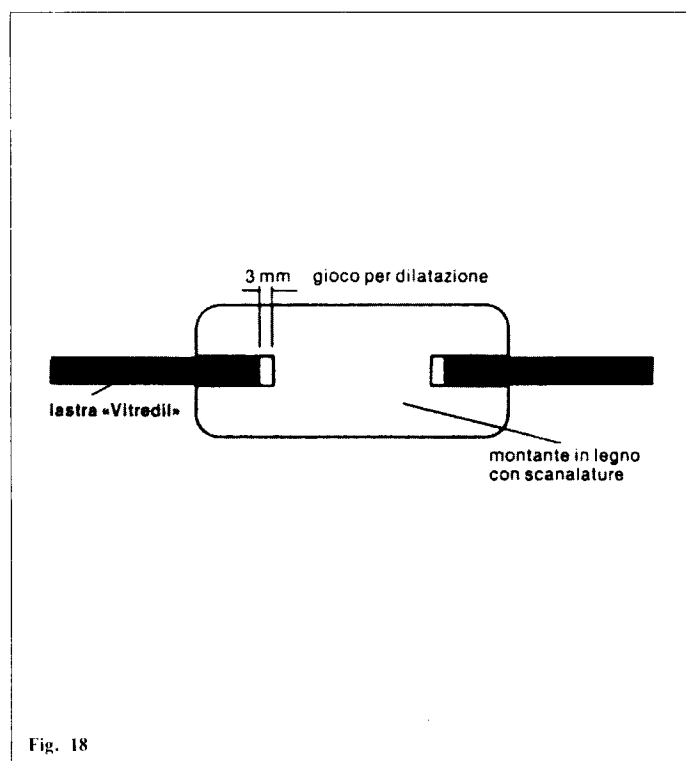 3 mm gioco per dilatazione
lastra «Vitredil»
montante in legno
con scanalature
Fig. 18